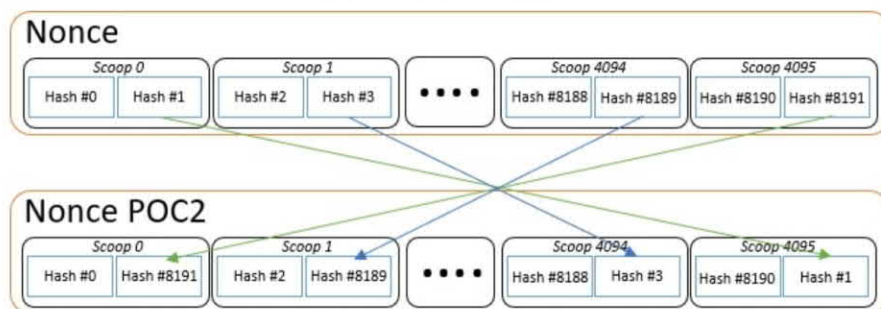 Nonce
Scoop 0 Scoop 1 Scoop 4094 Scoop 4095
Hash #0 Hash #1 Hash #2 Hash #3 Hash #8188 Hash #8189 Hash #8190 Hash #8191
Nonce POC2
Scoop 0 Scoop 1 Scoop 4094 Scoop 4095
Hash #0 Hash #8191 Hash #2 Hash #8189 Hash #8188 Hash #3 Hash #8190 Hash #1